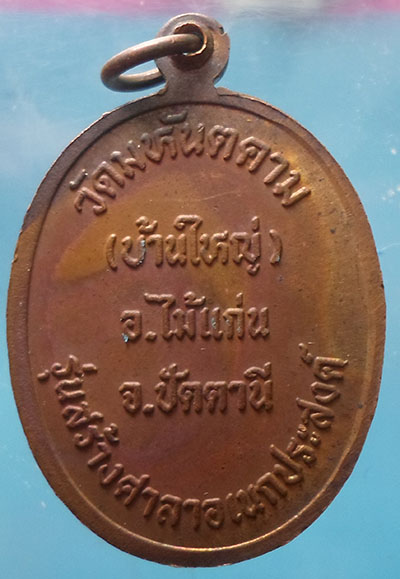 วัดมหันตคาม
(บ้านใหญ่)
อ.ไม้แก่น
จ.ปัตตานี
รุ่นสร้างศาลาอเนกประสงค์